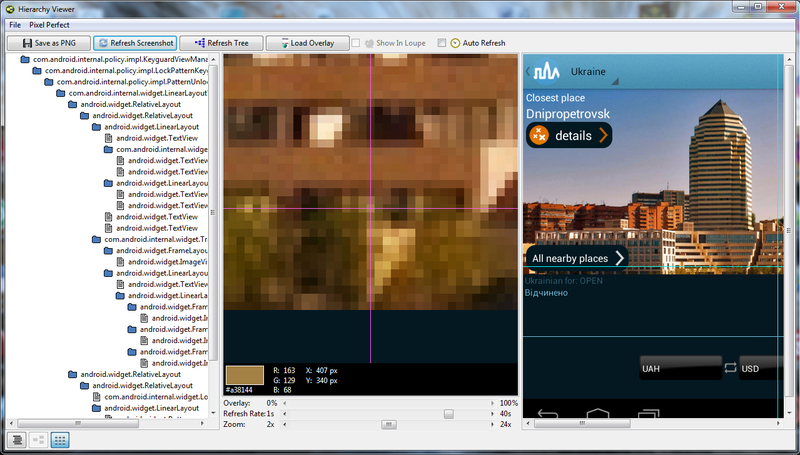 Hierarchy Viewer
File Pixel Perfect
Save as PNG Refresh Screenshot Refresh Tree Load Overlay Show In Loupe Auto Refresh
com.android.internal.policy.impl.KeyguardViewMana
com.android.internal.policy.impl.LockPatternKey
com.android.internal.policy.impl.PatternUnlo
com.android.internal.widget.LinearLayout
android.widget.RelativeLayout
android.widget.RelativeLayout
android.widget.LinearLayout
android.widget.TextView
com.android.internal.widge
android.widget.TextView
android.widget.TextView
android.widget.LinearLayout
android.widget.TextView
android.widget.TextView
android.widget.TextView
android.widget.TextView
com.android.internal.widget.Tr
android.widget.FrameLayout
android.widget.ImageVi
android.widget.LinearLayout
android.widget.TextView
android.widget.LinearL
android.widget.Fram
android.widget.I
android.widget.Fram
android.widget.I
android.widget.Fram
android.widget.I
android.widget.RelativeLayout
android.widget.RelativeLayout
com.android.internal.widget.Lo
android.widget.LinearLayout
#a38144
R: 163 X: 407 px
G: 129 Y: 340 px
B: 68
Overlay: 0% 100%
Refresh Rate: 1s 40s
Zoom: 2x 24x
Ukraine
Closest place
Dnipropetrovsk
details
All nearby places
Ukrainian for: OPEN
Відчинено
UAH USD